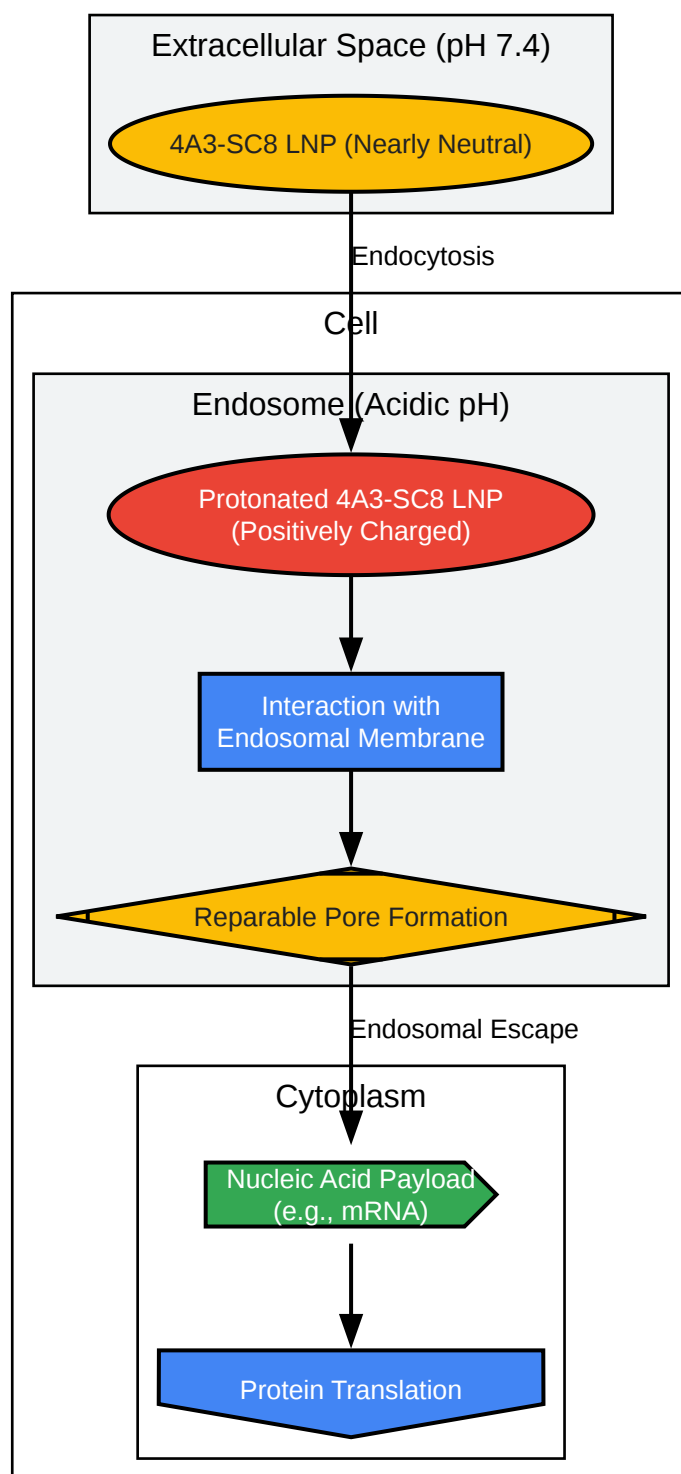 Extracellular Space (pH 7.4)
4A3-SC8 LNP (Nearly Neutral)
Endocytosis
Cell
Endosome (Acidic pH)
Protonated 4A3-SC8 LNP
(Positively Charged)
Interaction with
Endosomal Membrane
Reparable Pore Formation
Endosomal Escape
Cytoplasm
Nucleic Acid Payload
(e.g., mRNA)
Protein Translation